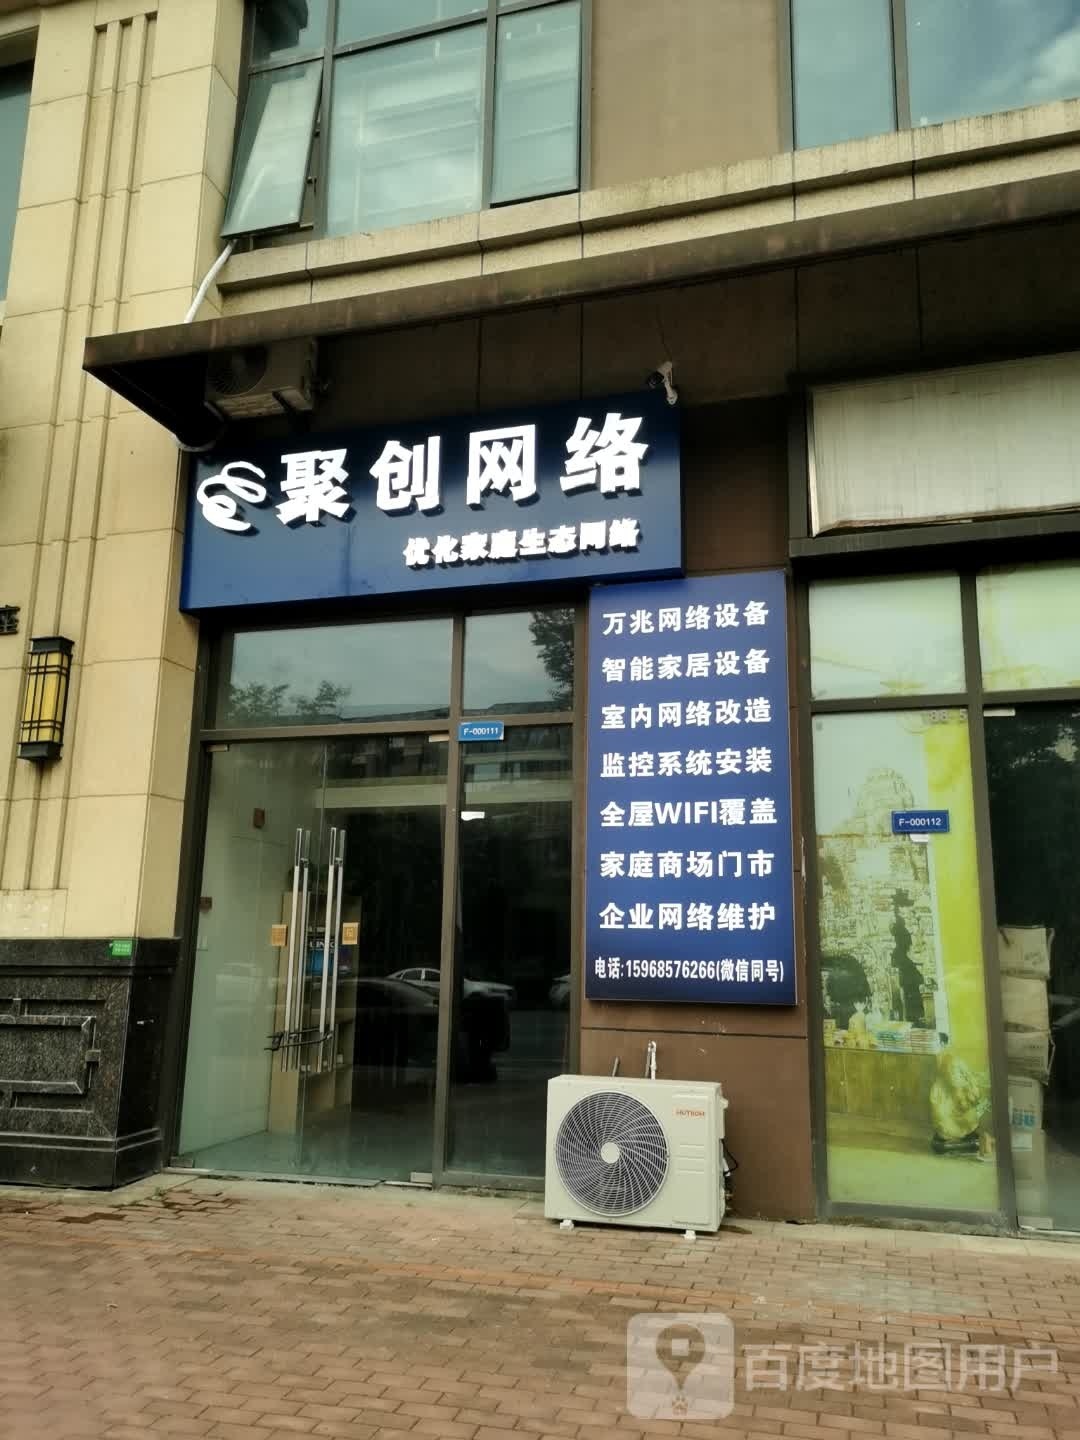 聚创网络
优化家庭生态网络
万兆网络设备
智能家居设备
室内网络改造
监控系统安装
全屋WIFI覆盖
家庭商场门市
企业网络维护
电话:15968576266(微信同号)
F-000111
F-000112
百度地图用户